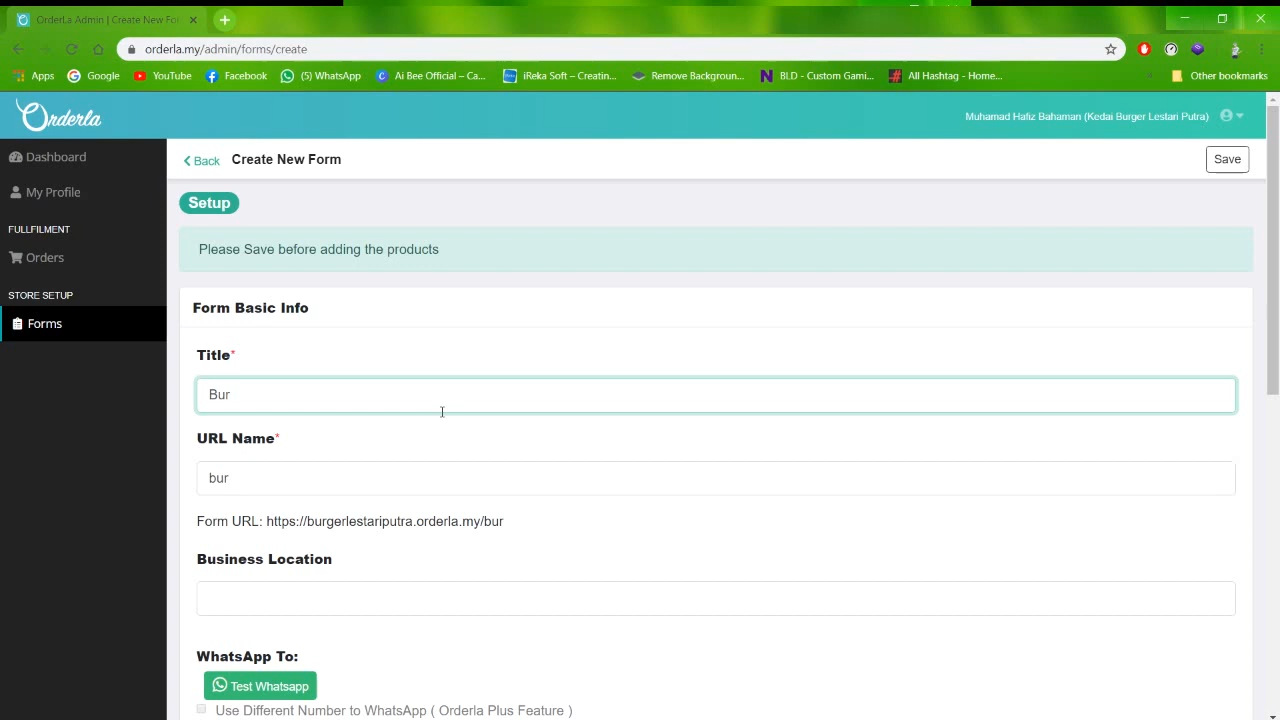 OrderLa Admin | Create New For
orderla.my/admin/forms/create
Apps Google YouTube Facebook (5) WhatsApp Ai Bee Official – Ca... iReka Soft – Creatin... Remove Backgroun... BLD - Custom Gami... All Hashtag - Home... Other bookmarks
Orderla
Muhamad Hafiz Bahaman (Kedai Burger Lestari Putra)
Dashboard
My Profile
FULLFILMENT
Orders
STORE SETUP
Forms
Back Create New Form Save
Setup
Please Save before adding the products
Form Basic Info
Title*
Bur
URL Name*
bur
Form URL: https://burgerlestariputra.orderla.my/bur
Business Location
WhatsApp To:
Test Whatsapp
Use Different Number to WhatsApp ( Orderla Plus Feature )